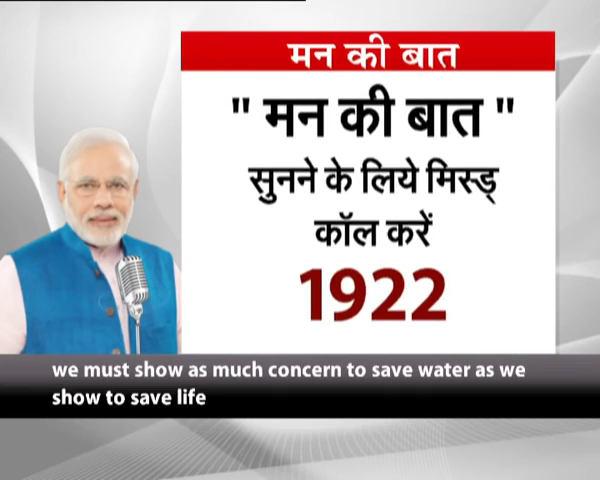 मन की बात
" मन की बात "
सुनने के लिये मिस्ड्
कॉल करें
1922
we must show as much concern to save water as we
show to save life